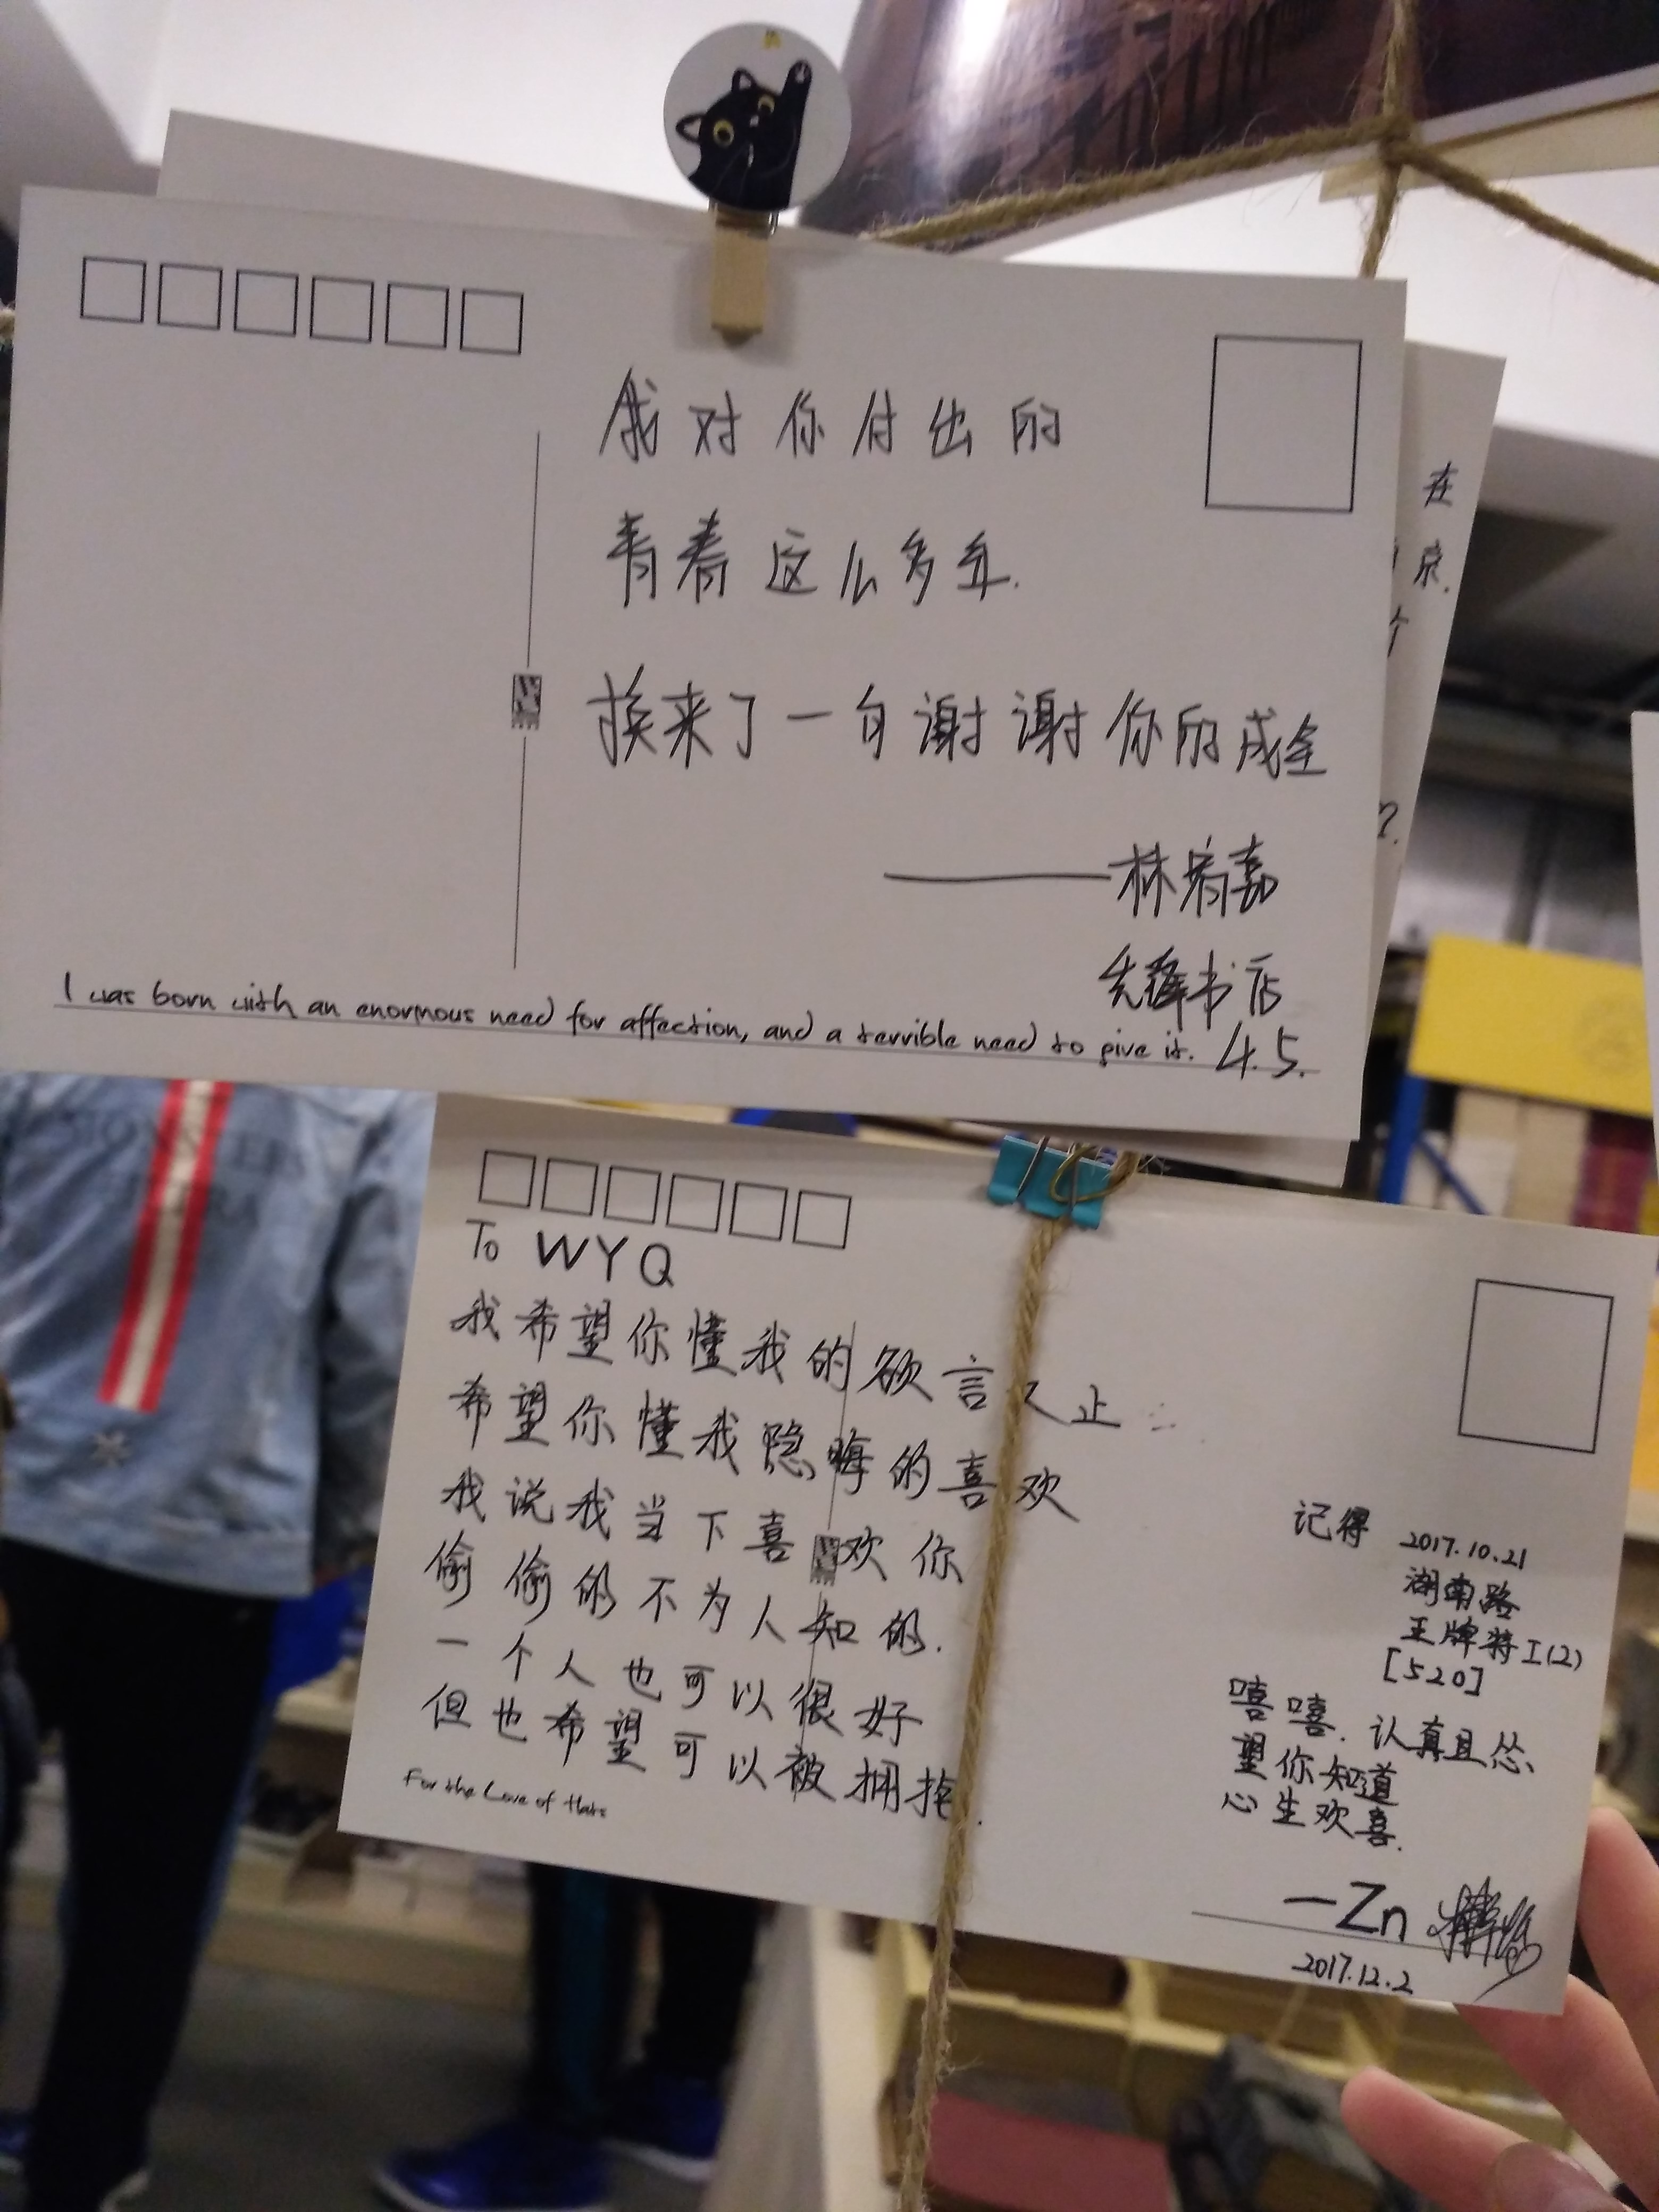 我对你付出的
青春这么多年.
换来了一句谢谢你的成全
——林宥嘉
先锋书店
4.5.
I was born with an enormous need for affection, and a terrible need to give it.
在
京.
个
?.
To WYQ
我希望你懂我的欲言又止
希望你懂我隐晦的喜欢
我说我当下喜欢你
偷偷的不为人知的.
一个人也可以很好
但也希望可以被拥抱.
For the Love of
记得 2017.10.21
湖南路
王牌特工(2)
[520]
嘻嘻. 认真且怂
望你知道
心生欢喜.
—Zn
2017.12.2